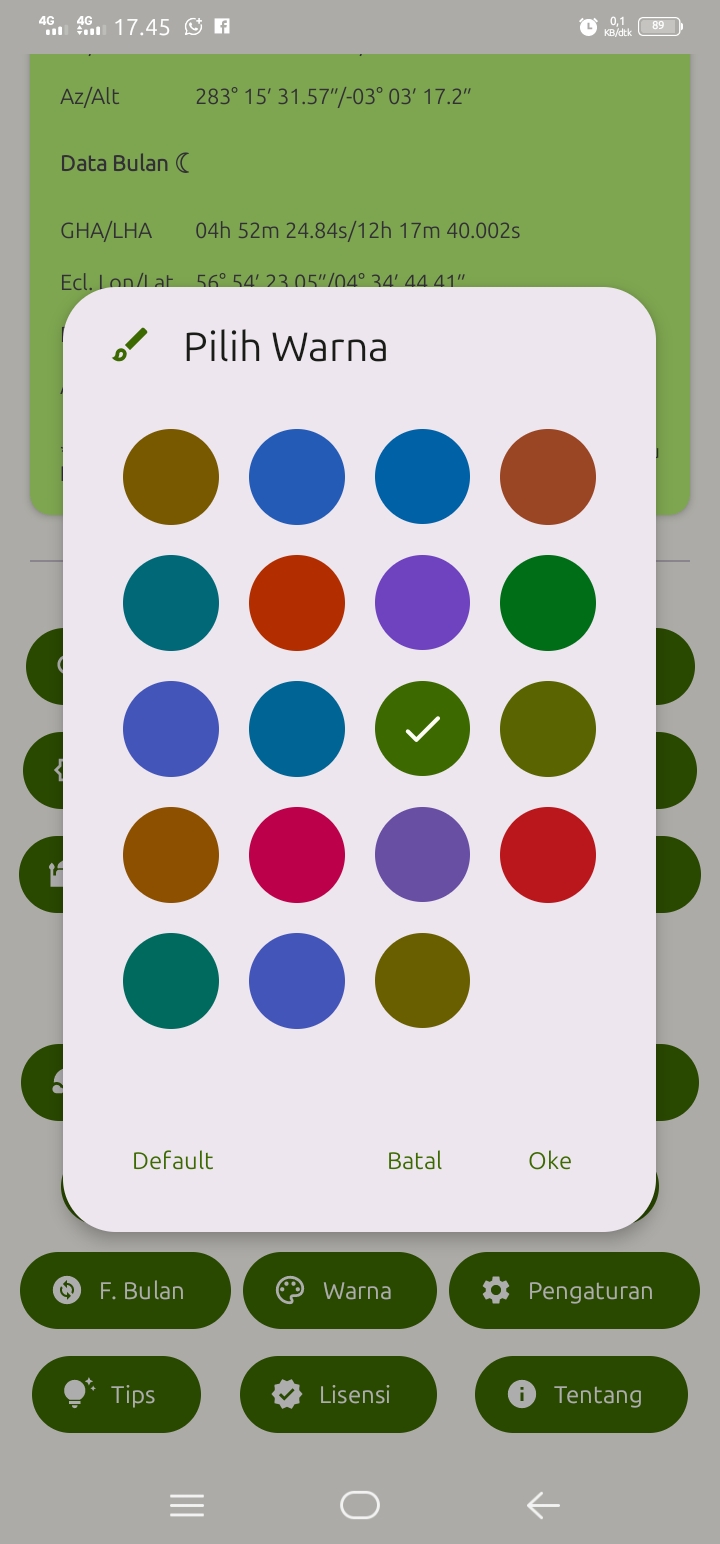 4G 4G 17.45 0,1 KB/dtk 89
Az/Alt 283° 15′ 31.57″/-03° 03′ 17.2″
Data Bulan ☾
GHA/LHA 04h 52m 24.84s/12h 17m 40.002s
Ecl. Lon/Lat 56° 54′ 23.05″/04° 34′ 44.41″
Pilih Warna
Default Batal Oke
F. Bulan Warna Pengaturan
Tips Lisensi Tentang